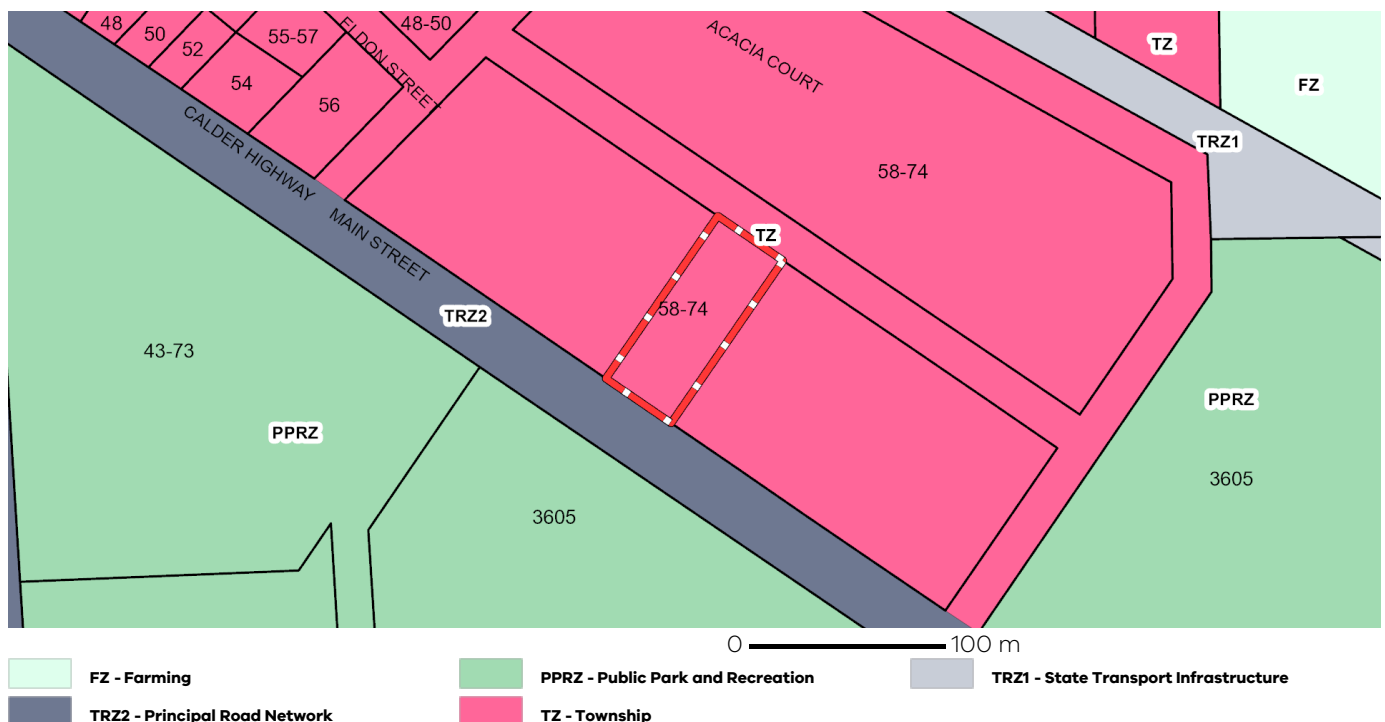 48
50
52
54
55-57
56
48-50
ELDON STREET
ACACIA COURT
TZ
FZ
TRZ1
58-74
CALDER HIGHWAY
MAIN STREET
TZ
58-74
TRZ2
43-73
PPRZ
3605
PPRZ
3605
0 100 m
FZ - Farming
PPRZ - Public Park and Recreation
TRZ1 - State Transport Infrastructure
TRZ2 - Principal Road Network
TZ - Township